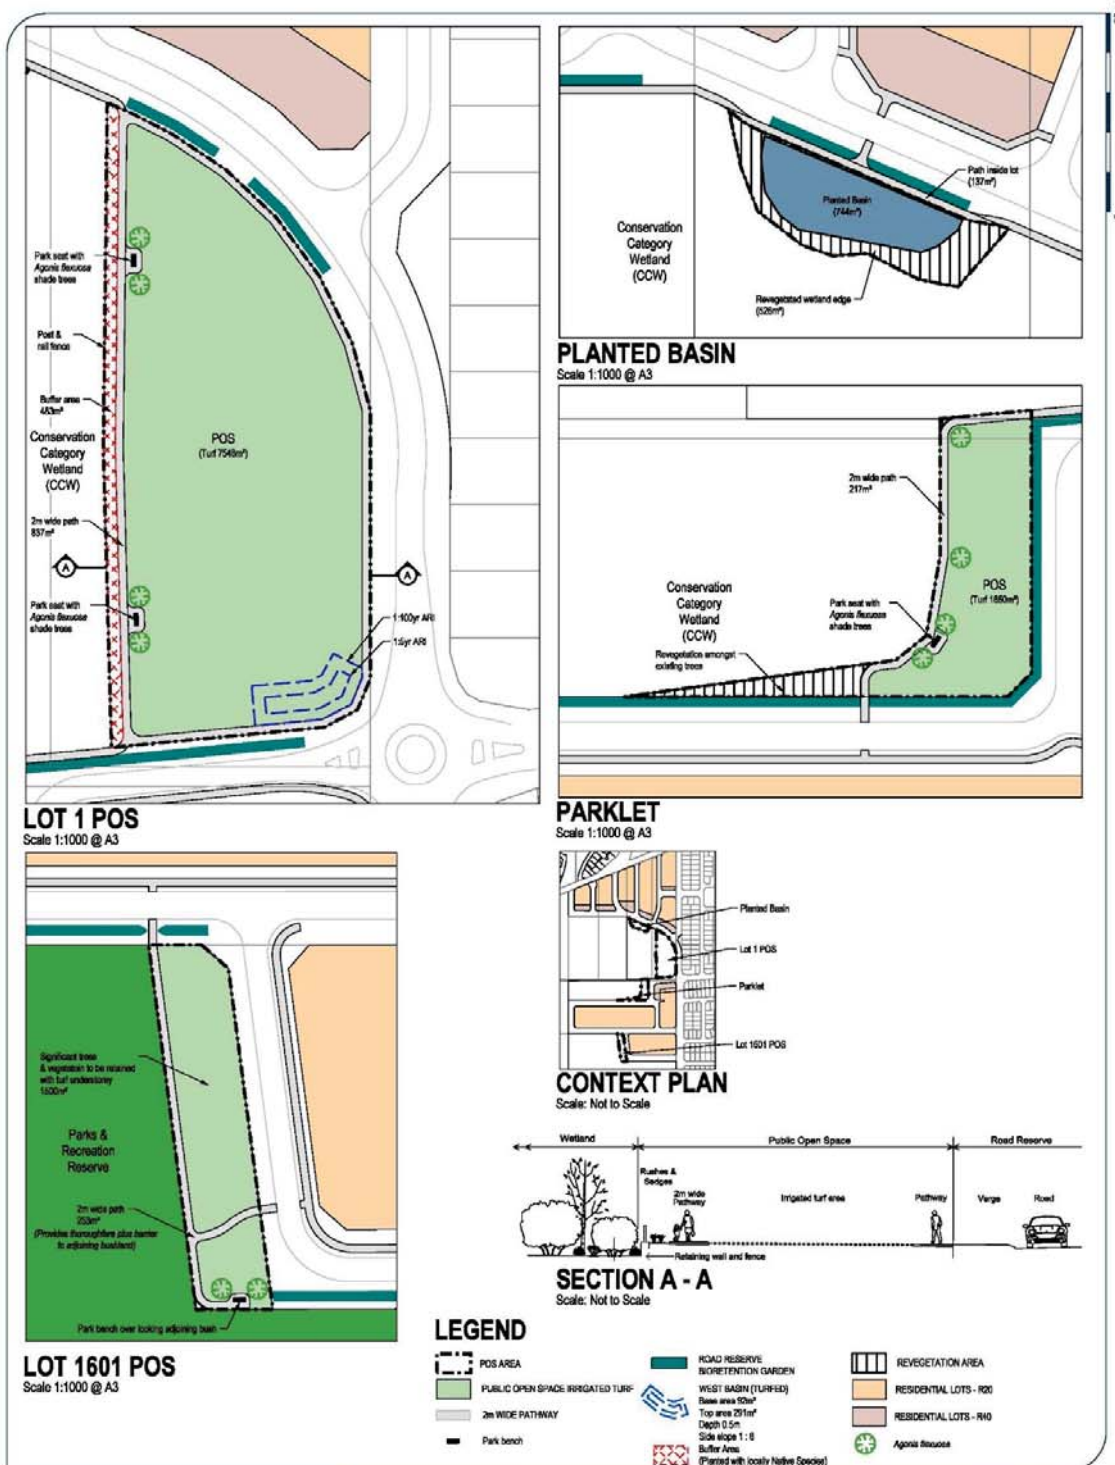 Park seat with
Agonis flexuosa
shade trees
Post &
rail fence
Buffer area
483m²
Conservation
Category
Wetland
(CCW)
2m wide path
837m²
A
Park seat with
Agonis flexuosa
shade trees
POS
(Turf 7548m²)
A
1:100yr ARI
1:5yr ARI
LOT 1 POS
Scale 1:1000 @ A3
Conservation
Category
Wetland
(CCW)
Planted Basin
(744m²)
Path inside lot
(137m²)
Revegetated wetland edge
(526m²)
PLANTED BASIN
Scale 1:1000 @ A3
2m wide path
217m²
Conservation
Category
Wetland
(CCW)
POS
(Turf 1860m²)
Park seat with
Agonis flexuosa
shade trees
Revegetation amongst
existing trees
PARKLET
Scale 1:1000 @ A3
Significant trees
& vegetation to be retained
with turf understorey
1500m²
Parks &
Recreation
Reserve
2m wide path
253m²
(Provides thoroughfare plus barrier
to adjoining bushland)
Park bench over looking adjoining bush
LOT 1601 POS
Scale 1:1000 @ A3
Planted Basin
Lot 1 POS
Parklet
Lot 1601 POS
CONTEXT PLAN
Scale: Not to Scale
Wetland
Public Open Space
Road Reserve
Rushes &
Sedges
2m wide
Pathway
Irrigated turf area
Pathway
Verge
Road
Retaining wall and fence
SECTION A - A
Scale: Not to Scale
LEGEND
POS AREA
PUBLIC OPEN SPACE IRRIGATED TURF
2m WIDE PATHWAY
Park bench
ROAD RESERVE
BIORETENTION GARDEN
WEST BASIN (TURFED)
Base area 92m²
Top area 291m²
Depth 0.5m
Side slope 1 : 6
Buffer Area
(Planted with locally Native Species)
REVEGETATION AREA
RESIDENTIAL LOTS - R20
RESIDENTIAL LOTS - R40
Agonis flexuosa